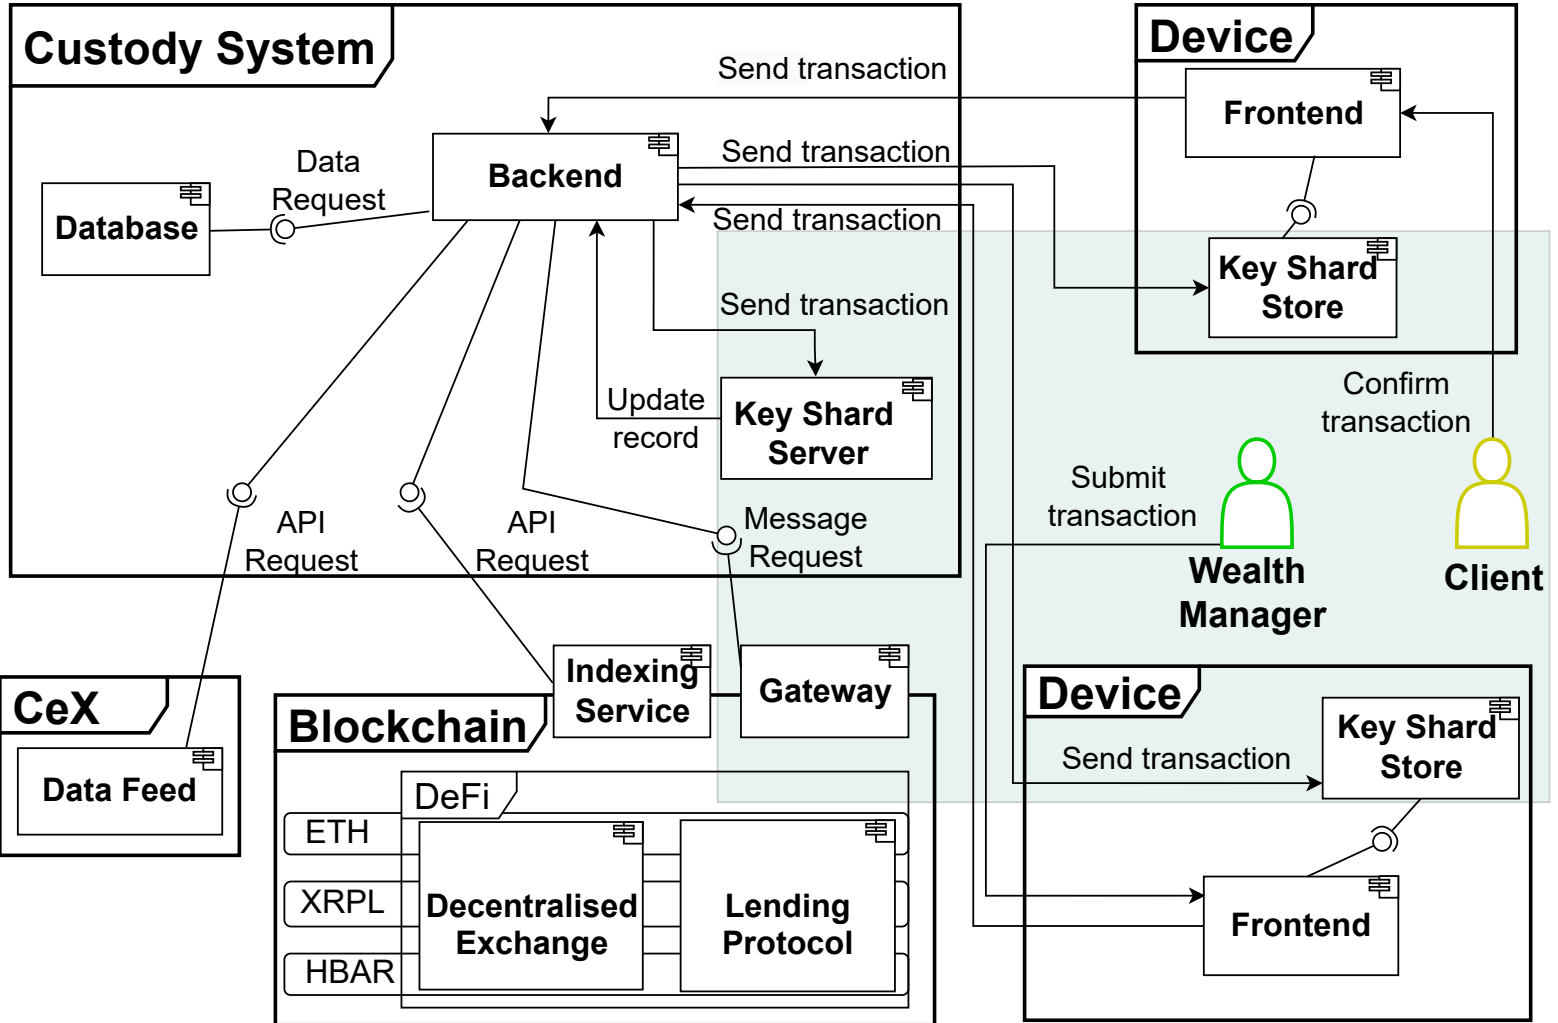 Custody System
Device
Send transaction
Frontend
Data
Request
Backend
Send transaction
Database
Send transaction
Key Shard
Store
Send transaction
Update
record
Key Shard
Server
Confirm
transaction
Submit
transaction
API
Request
API
Request
Message
Request
Wealth
Manager
Client
CeX
Data Feed
Blockchain
Indexing
Service
Gateway
Device
Key Shard
Store
Send transaction
DeFi
ETH
XRPL
HBAR
Decentralised
Exchange
Lending
Protocol
Frontend